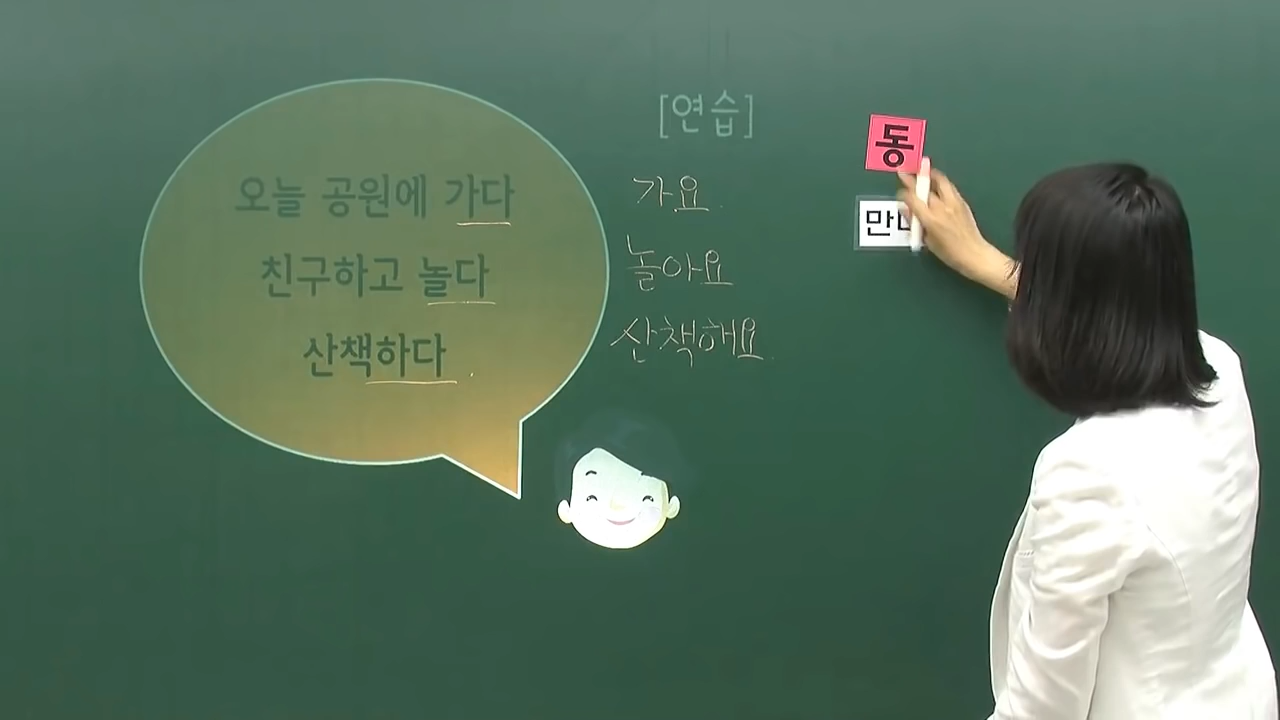 [연습]
오늘 공원에 가다
친구하고 놀다
산책하다
가요.
놀아요
산책해요.
동
만